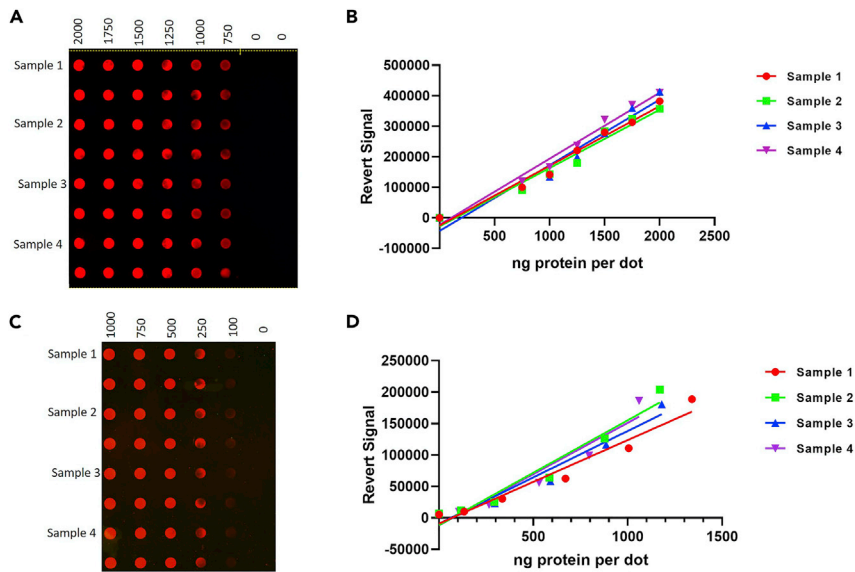 A
2000
1750
1500
1250
1000
750
0
0
Sample 1
Sample 2
Sample 3
Sample 4
B
Revert Signal
500000
400000
300000
200000
100000
0
-100000
500
1000
1500
2000
2500
ng protein per dot
Sample 1
Sample 2
Sample 3
Sample 4
C
1000
750
500
250
100
0
Sample 1
Sample 2
Sample 3
Sample 4
D
Revert Signal
250000
200000
150000
100000
50000
0
-50000
500
1000
1500
ng protein per dot
Sample 1
Sample 2
Sample 3
Sample 4